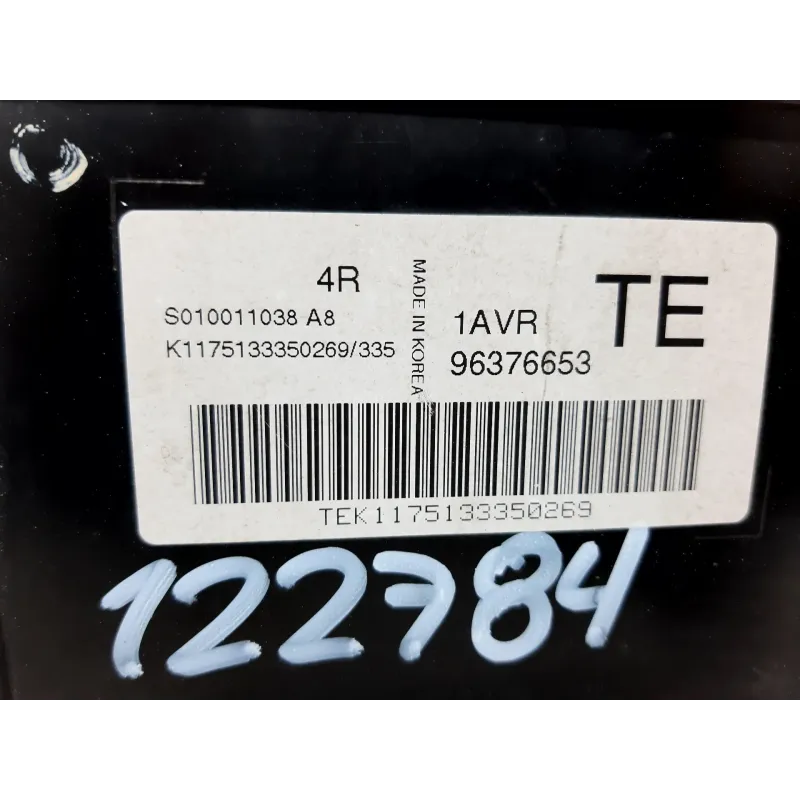 4R
S010011038 A8
K1175133350269/335
MADE IN KOREA
1AVR
96376653
TE
TEK1175133350269
122784